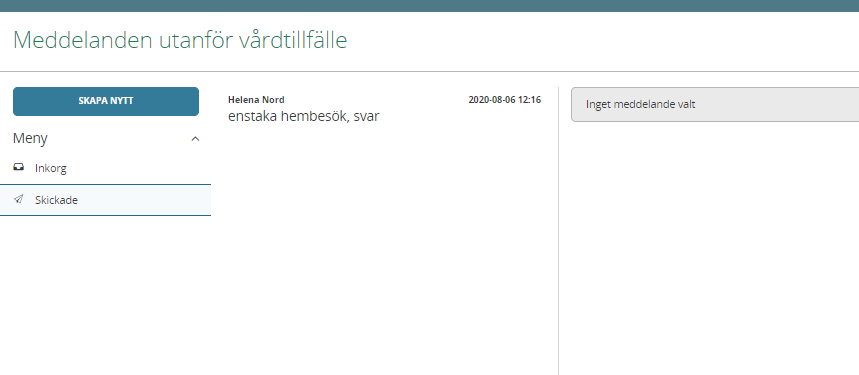 Meddelanden utanför vårdtillfälle
SKAPA NYTT
Meny
Inkorg
Skickade
Helena Nord 2020-08-06 12:16
enstaka hembesök, svar
Inget meddelande valt